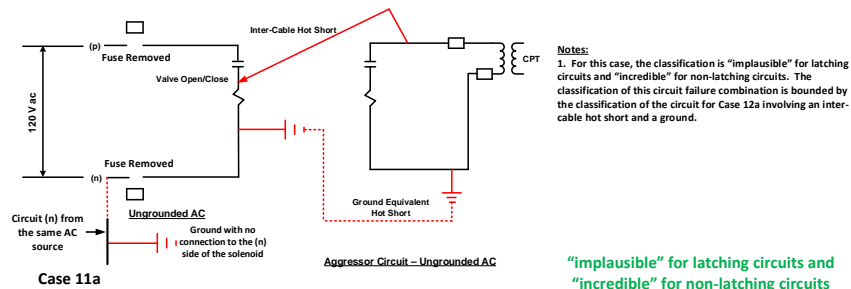 Inter-Cable Hot Short
(p)
Fuse Removed
CPT
Valve Open/Close
120 V ac
Fuse Removed
(n)
Ground Equivalent
Hot Short
Circuit (n) from
the same AC
source
Ungrounded AC
Ground with no
connection to the (n)
side of the solenoid
Case 11a
Aggressor Circuit – Ungrounded AC
Notes:
1. For this case, the classification is “implausible” for latching
circuits and “incredible” for non-latching circuits. The
classification of this circuit failure combination is bounded by
the classification of the circuit for Case 12a involving an inter-
cable hot short and a ground.
“implausible” for latching circuits and
“incredible” for non-latching circuits